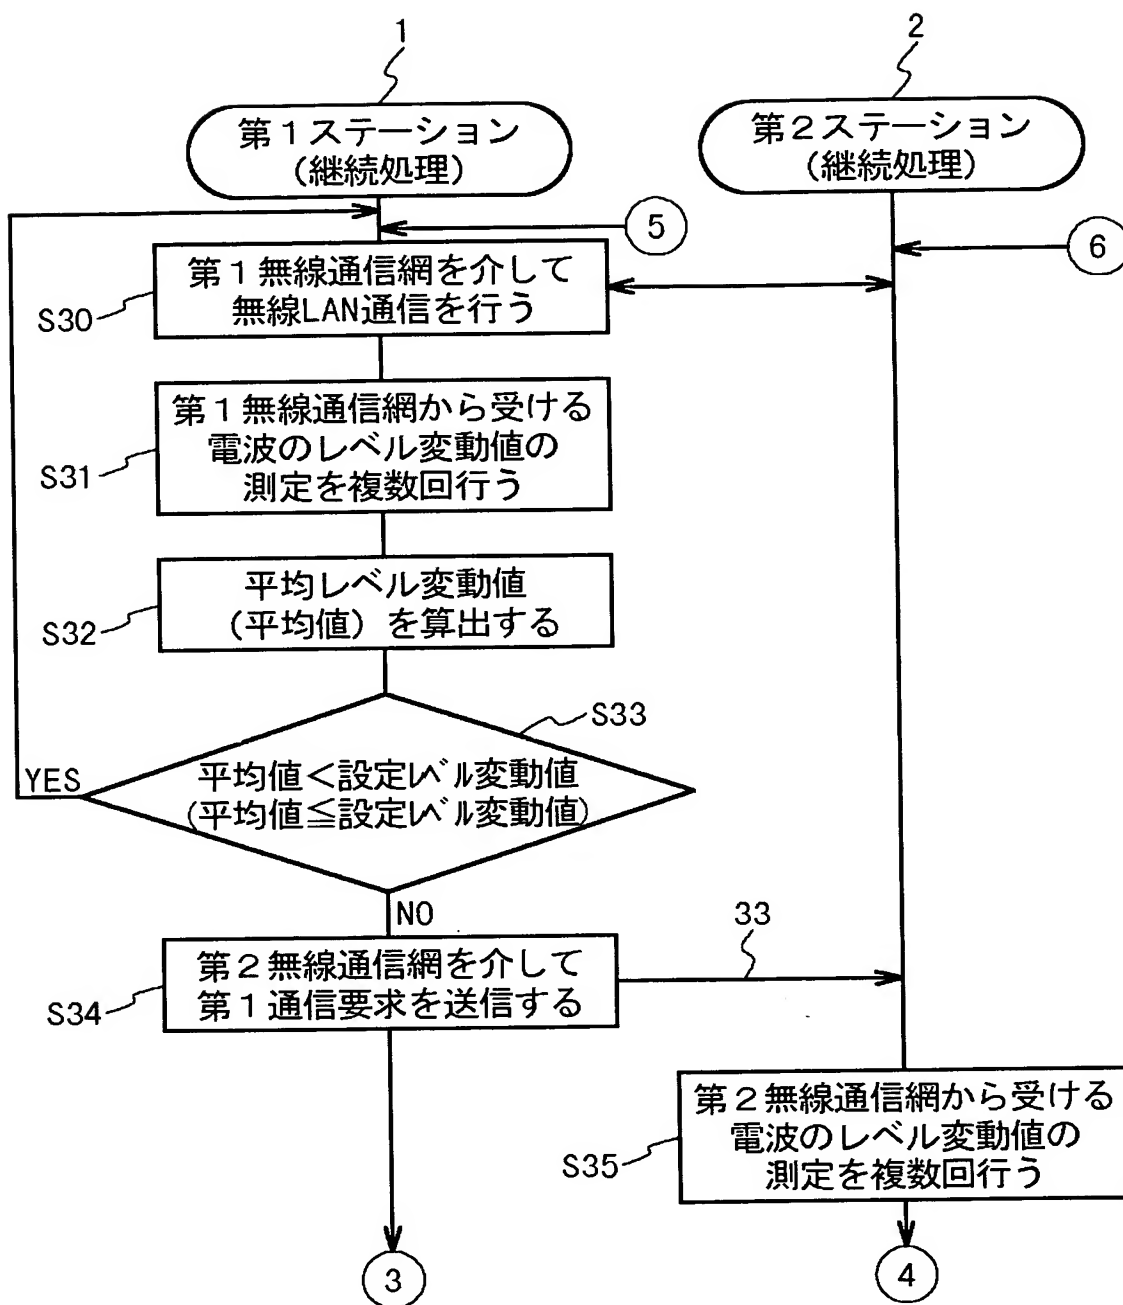 1
2
第1ステーション
(継続処理)
第2ステーション
(継続処理)
5
6
第1無線通信網を介して
無線LAN通信を行う
S30
第1無線通信網から受ける
電波のレベル変動値の
測定を複数回行う
S31
平均レベル変動値
(平均値)を算出する
S32
S33
平均値<設定レベル変動値
(平均値≦設定レベル変動値)
YES
NO
33
第2無線通信網を介して
第1通信要求を送信する
S34
第2無線通信網から受ける
電波のレベル変動値の
測定を複数回行う
S35
3
4